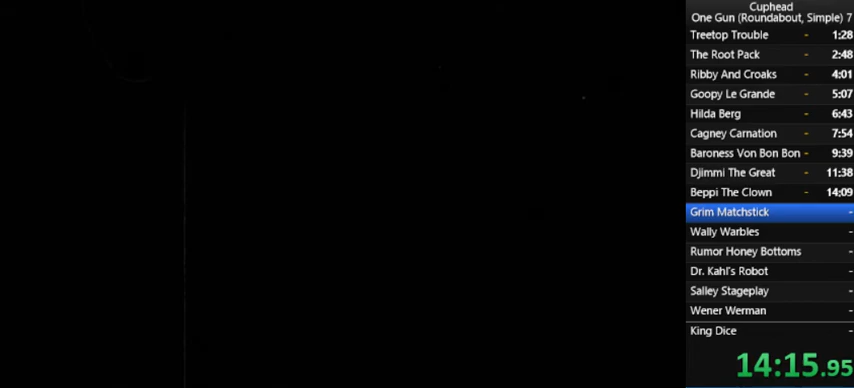 Cuphead
One Gun (Roundabout, Simple) 7
Treetop Trouble - 1:28
The Root Pack - 2:48
Ribby And Croaks - 4:01
Goopy Le Grande - 5:07
Hilda Berg - 6:43
Cagney Carnation - 7:54
Baroness Von Bon Bon - 9:39
Djimmi The Great - 11:38
Beppi The Clown - 14:09
Grim Matchstick -
Wally Warbles -
Rumor Honey Bottoms -
Dr. Kahl's Robot -
Salley Stageplay -
Wener Werman -
King Dice -
14:15.95